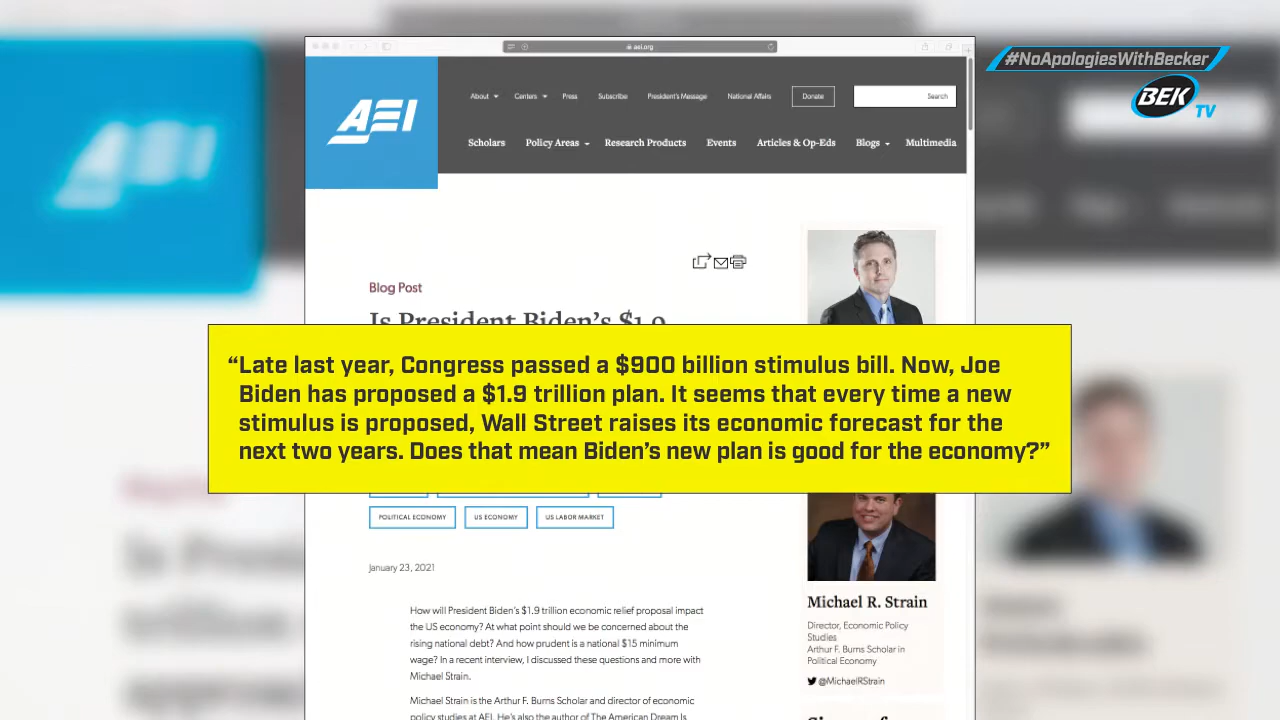 aei.org
#NoApologiesWithBecker
BEK TV
AEI
About Centers Press Subscribe President's Message National Affairs Donate Search
Scholars Policy Areas Research Products Events Articles & Op-Eds Blogs Multimedia
Blog Post
Is President Biden's $1.9
“Late last year, Congress passed a $900 billion stimulus bill. Now, Joe
Biden has proposed a $1.9 trillion plan. It seems that every time a new
stimulus is proposed, Wall Street raises its economic forecast for the
next two years. Does that mean Biden’s new plan is good for the economy?”
POLITICAL ECONOMY US ECONOMY US LABOR MARKET
January 23, 2021
How will President Biden's $1.9 trillion economic relief proposal impact
the US economy? At what point should we be concerned about the
rising national debt? And how prudent is a national $15 minimum
wage? In a recent interview, I discussed these questions and more with
Michael Strain.
Michael Strain is the Arthur F. Burns Scholar and director of economic
policy studies at AEI. He's also the author of The American Dream Is
Michael R. Strain
Director, Economic Policy
Studies
Arthur F. Burns Scholar in
Political Economy
@MichaelRStrain